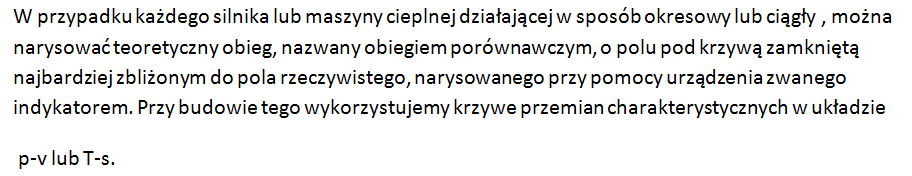 W przypadku każdego silnika lub maszyny cieplnej działającej w sposób okresowy lub ciągły , można
narysować teoretyczny obieg, nazwany obiegiem porównawczym, o polu pod krzywą zamkniętą
najbardziej zbliżonym do pola rzeczywistego, narysowanego przy pomocy urządzenia zwanego
indykatorem. Przy budowie tego wykorzystujemy krzywe przemian charakterystycznych w układzie
p-v lub T-s.